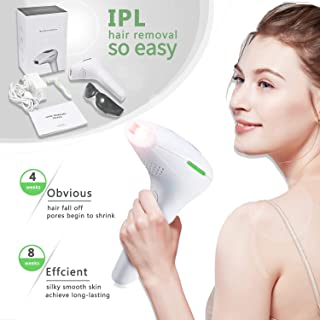 IPL
hair removal
so easy
4
weeks
Obvious
hair fall off
pores begin to shrink
8
weeks
Effcient
silky smooth skin
achieve long-lasting